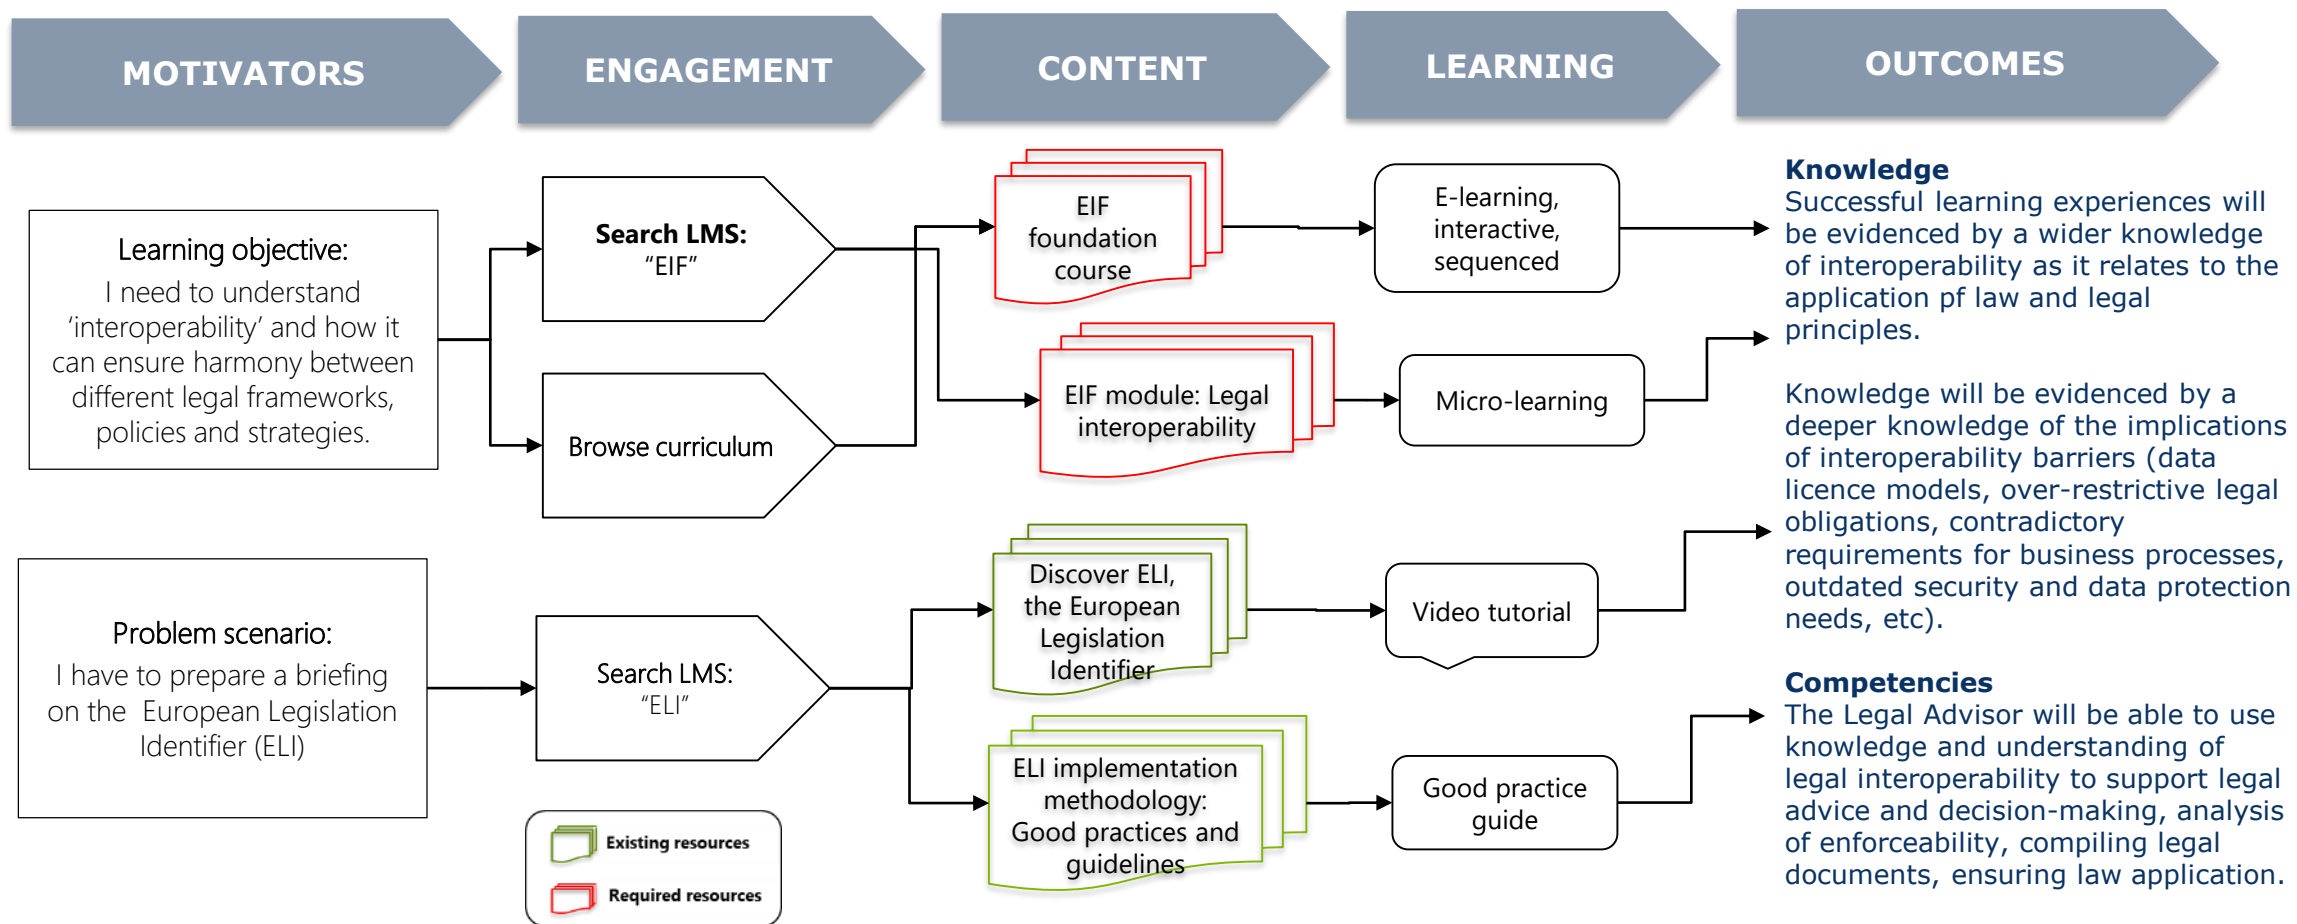 MOTIVATORS
ENGAGEMENT
CONTENT
LEARNING
OUTCOMES
Learning objective:
I need to understand
‘interoperability’ and how it
can ensure harmony between
different legal frameworks,
policies and strategies.
Search LMS:
“EIF”
Browse curriculum
EIF
foundation
course
EIF module: Legal
interoperability
E-learning,
interactive,
sequenced
Micro-learning
Problem scenario:
I have to prepare a briefing
on the European Legislation
Identifier (ELI)
Search LMS:
“ELI”
Discover ELI,
the European
Legislation
Identifier
ELI implementation
methodology:
Good practices and
guidelines
Video tutorial
Good practice
guide
Existing resources
Required resources
Knowledge
Successful learning experiences will
be evidenced by a wider knowledge
of interoperability as it relates to the
application pf law and legal
principles.
Knowledge will be evidenced by a
deeper knowledge of the implications
of interoperability barriers (data
licence models, over-restrictive legal
obligations, contradictory
requirements for business processes,
outdated security and data protection
needs, etc).
Competencies
The Legal Advisor will be able to use
knowledge and understanding of
legal interoperability to support legal
advice and decision-making, analysis
of enforceability, compiling legal
documents, ensuring law application.